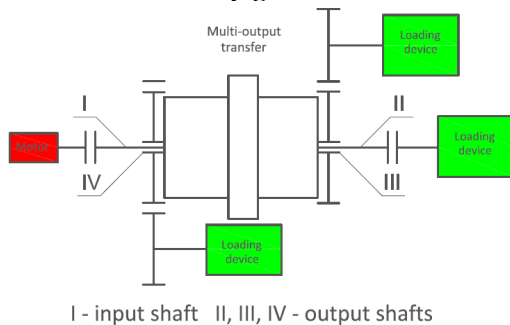 Multi-output
transfer
Loading
device
I
II
Motor
Loading
device
IV
III
Loading
device
I - input shaft II, III, IV - output shafts